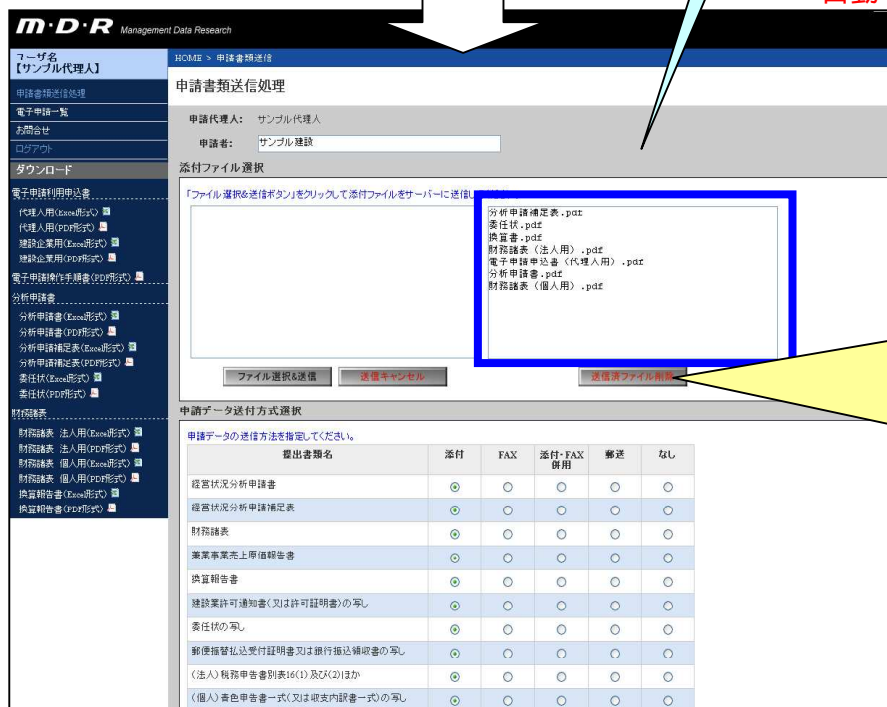 自動
M·D·R Management Data Research
ユーザ名
【サンプル代理人】
申請書類送信処理
電子申請一覧
お問合せ
ログアウト
ダウンロード
電子申請利用申込書
代理人用(Excel形式)
代理人用(PDF形式)
建設企業用(Excel形式)
建設企業用(PDF形式)
電子申請操作手順書(PDF形式)
分析申請書
分析申請書(Excel形式)
分析申請書(PDF形式)
分析申請補足表(Excel形式)
分析申請補足表(PDF形式)
委任状(Excel形式)
委任状(PDF形式)
財務諸表
財務諸表 法人用(Excel形式)
財務諸表 法人用(PDF形式)
財務諸表 個人用(Excel形式)
財務諸表 個人用(PDF形式)
換算報告書(Excel形式)
換算報告書(PDF形式)
HOME > 申請書類送信
申請書類送信処理
申請代理人: サンプル代理人
申請者: サンプル建設
添付ファイル選択
「ファイル選択&送信ボタン」をクリックして添付ファイルをサーバーに送信し
分析申請補足表.pdf
委任状.pdf
換算書.pdf
財務諸表（法人用）.pdf
電子申請申込書（代理人用）.pdf
分析申請書.pdf
財務諸表（個人用）.pdf
ファイル選択&送信 送信キャンセル 送信済ファイル削除
申請データ送付方式選択
申請データの送信方法を指定してください。
提出書類名 添付 FAX 添付・FAX併用 郵送 なし
経営状況分析申請書
経営状況分析申請補足表
財務諸表
兼業事業売上原価報告書
換算報告書
建設業許可通知書(又は許可証明書)の写し
委任状の写し
郵便振替払込受付証明書又は銀行振込領収書の写し
(法人)税務申告書別表16(1)及び(2)ほか
(個人)青色申告書一式(又は収支内訳書一式)の写し